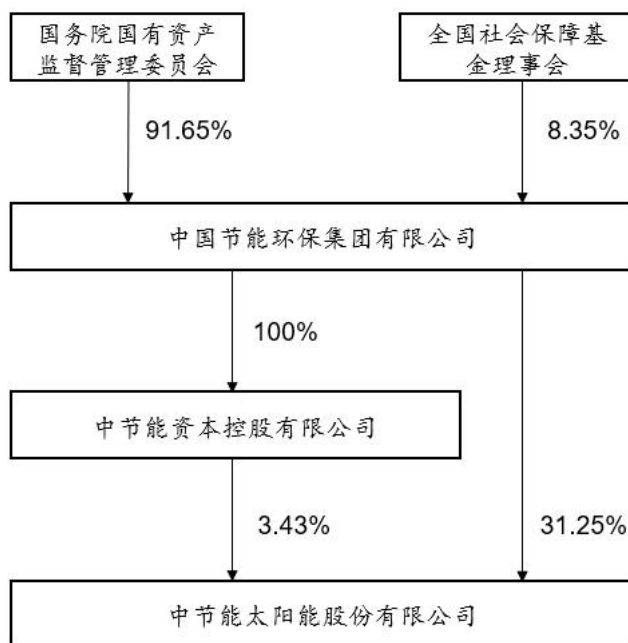 国务院国有资产
监督管理委员会
全国社会保障基
金理事会
91.65%
8.35%
中国节能环保集团有限公司
100%
中节能资本控股有限公司
3.43%
31.25%
中节能太阳能股份有限公司